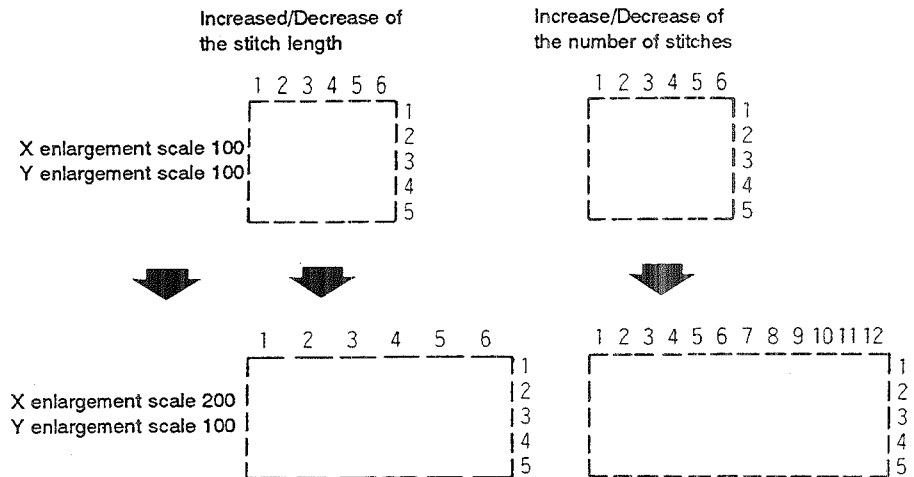 Increased/Decrease of
the stitch length
Increase/Decrease of
the number of stitches
1 2 3 4 5 6
1 2 3 4 5 6
X enlargement scale 100
Y enlargement scale 100
1
2
3
4
5
1
2
3
4
5
1 2 3 4 5 6
1 2 3 4 5 6 7 8 9 10 11 12
X enlargement scale 200
Y enlargement scale 100
1
2
3
4
5
1
2
3
4
5